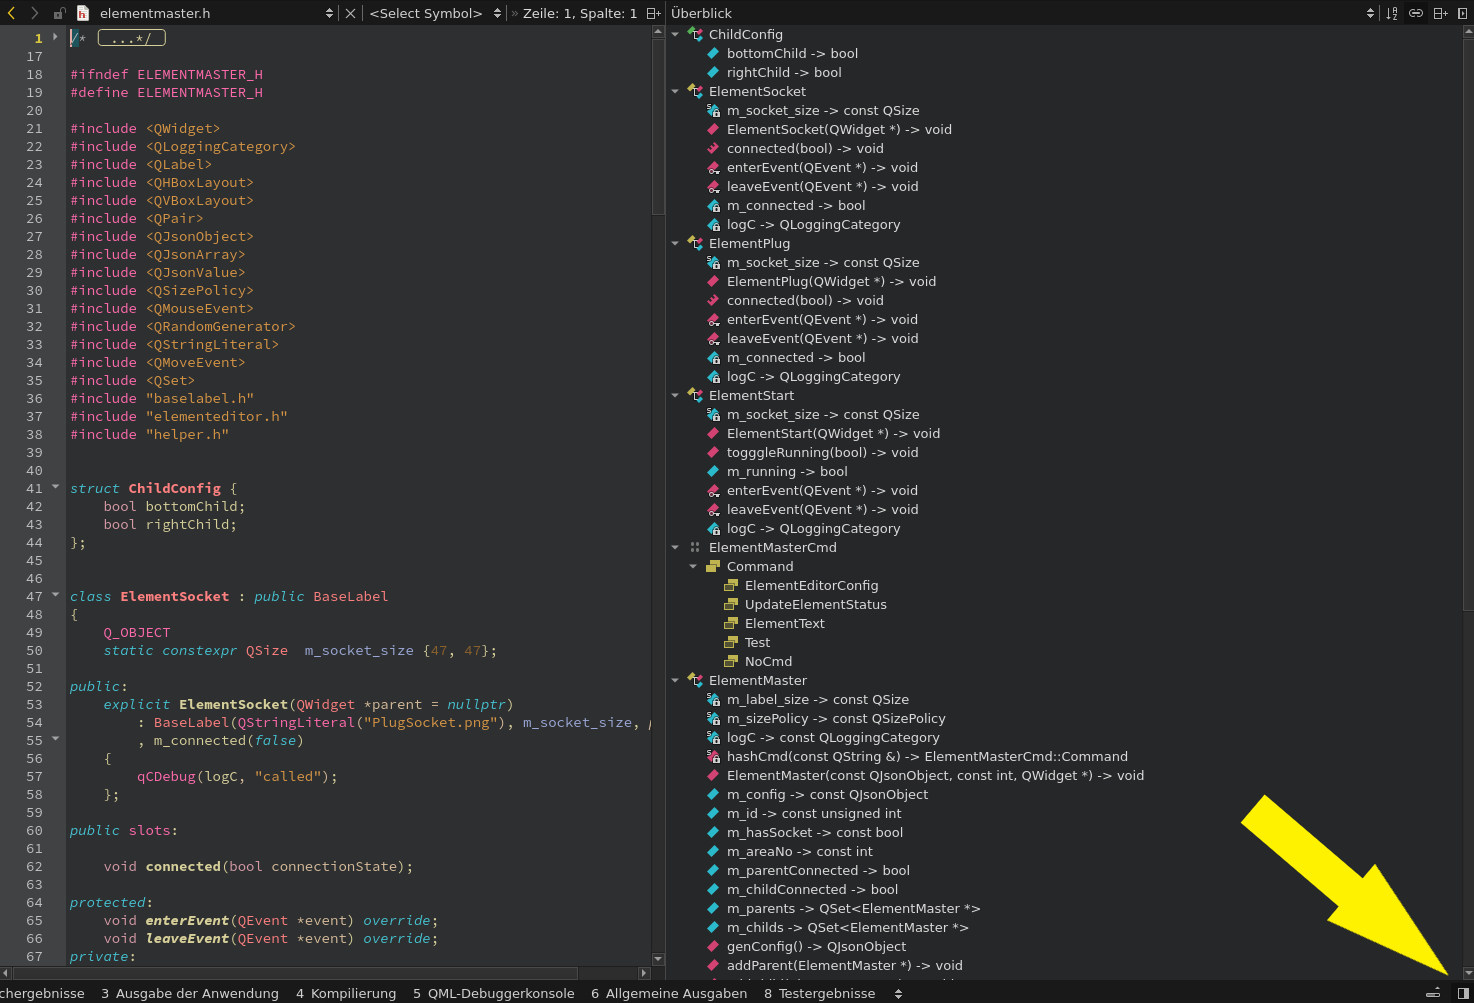 elementmaster.h <Select Symbol> » Zeile: 1, Spalte: 1
1 /* ...*/
17
18 #ifndef ELEMENTMASTER_H
19 #define ELEMENTMASTER_H
20
21 #include <QWidget>
22 #include <QLoggingCategory>
23 #include <QLabel>
24 #include <QHBoxLayout>
25 #include <QVBoxLayout>
26 #include <QPair>
27 #include <QJsonObject>
28 #include <QJsonArray>
29 #include <QJsonValue>
30 #include <QSizePolicy>
31 #include <QMouseEvent>
32 #include <QRandomGenerator>
33 #include <QStringLiteral>
34 #include <QMoveEvent>
35 #include <QSet>
36 #include "baselabel.h"
37 #include "elementeditor.h"
38 #include "helper.h"
39
40
41 struct ChildConfig {
42 bool bottomChild;
43 bool rightChild;
44 };
45
46
47 class ElementSocket : public BaseLabel
48 {
49 Q_OBJECT
50 static constexpr QSize  m_socket_size {47, 47};
51
52 public:
53 explicit ElementSocket(QWidget *parent = nullptr)
54 : BaseLabel(QStringLiteral("PlugSocket.png"), m_socket_size,
55 , m_connected(false)
56 {
57 qCDebug(logC, "called");
58 };
59
60 public slots:
61
62 void connected(bool connectionState);
63
64 protected:
65 void enterEvent(QEvent *event) override;
66 void leaveEvent(QEvent *event) override;
67 private:
Überblick
ChildConfig
bottomChild -> bool
rightChild -> bool
ElementSocket
m_socket_size -> const QSize
ElementSocket(QWidget *) -> void
connected(bool) -> void
enterEvent(QEvent *) -> void
leaveEvent(QEvent *) -> void
m_connected -> bool
logC -> QLoggingCategory
ElementPlug
m_socket_size -> const QSize
ElementPlug(QWidget *) -> void
connected(bool) -> void
enterEvent(QEvent *) -> void
leaveEvent(QEvent *) -> void
m_connected -> bool
logC -> QLoggingCategory
ElementStart
m_socket_size -> const QSize
ElementStart(QWidget *) -> void
togggleRunning(bool) -> void
m_running -> bool
enterEvent(QEvent *) -> void
leaveEvent(QEvent *) -> void
logC -> QLoggingCategory
ElementMasterCmd
Command
ElementEditorConfig
UpdateElementStatus
ElementText
Test
NoCmd
ElementMaster
m_label_size -> const QSize
m_sizePolicy -> const QSizePolicy
logC -> const QLoggingCategory
hashCmd(const QString &) -> ElementMasterCmd::Command
ElementMaster(const QJsonObject, const int, QWidget *) -> void
m_config -> const QJsonObject
m_id -> const unsigned int
m_hasSocket -> const bool
m_areaNo -> const int
m_parentConnected -> bool
m_childConnected -> bool
m_parents -> QSet<ElementMaster *>
m_childs -> QSet<ElementMaster *>
genConfig() -> QJsonObject
addParent(ElementMaster *) -> void
chergebnisse 3 Ausgabe der Anwendung 4 Kompilierung 5 QML-Debuggerkonsole 6 Allgemeine Ausgaben 8 Testergebnisse